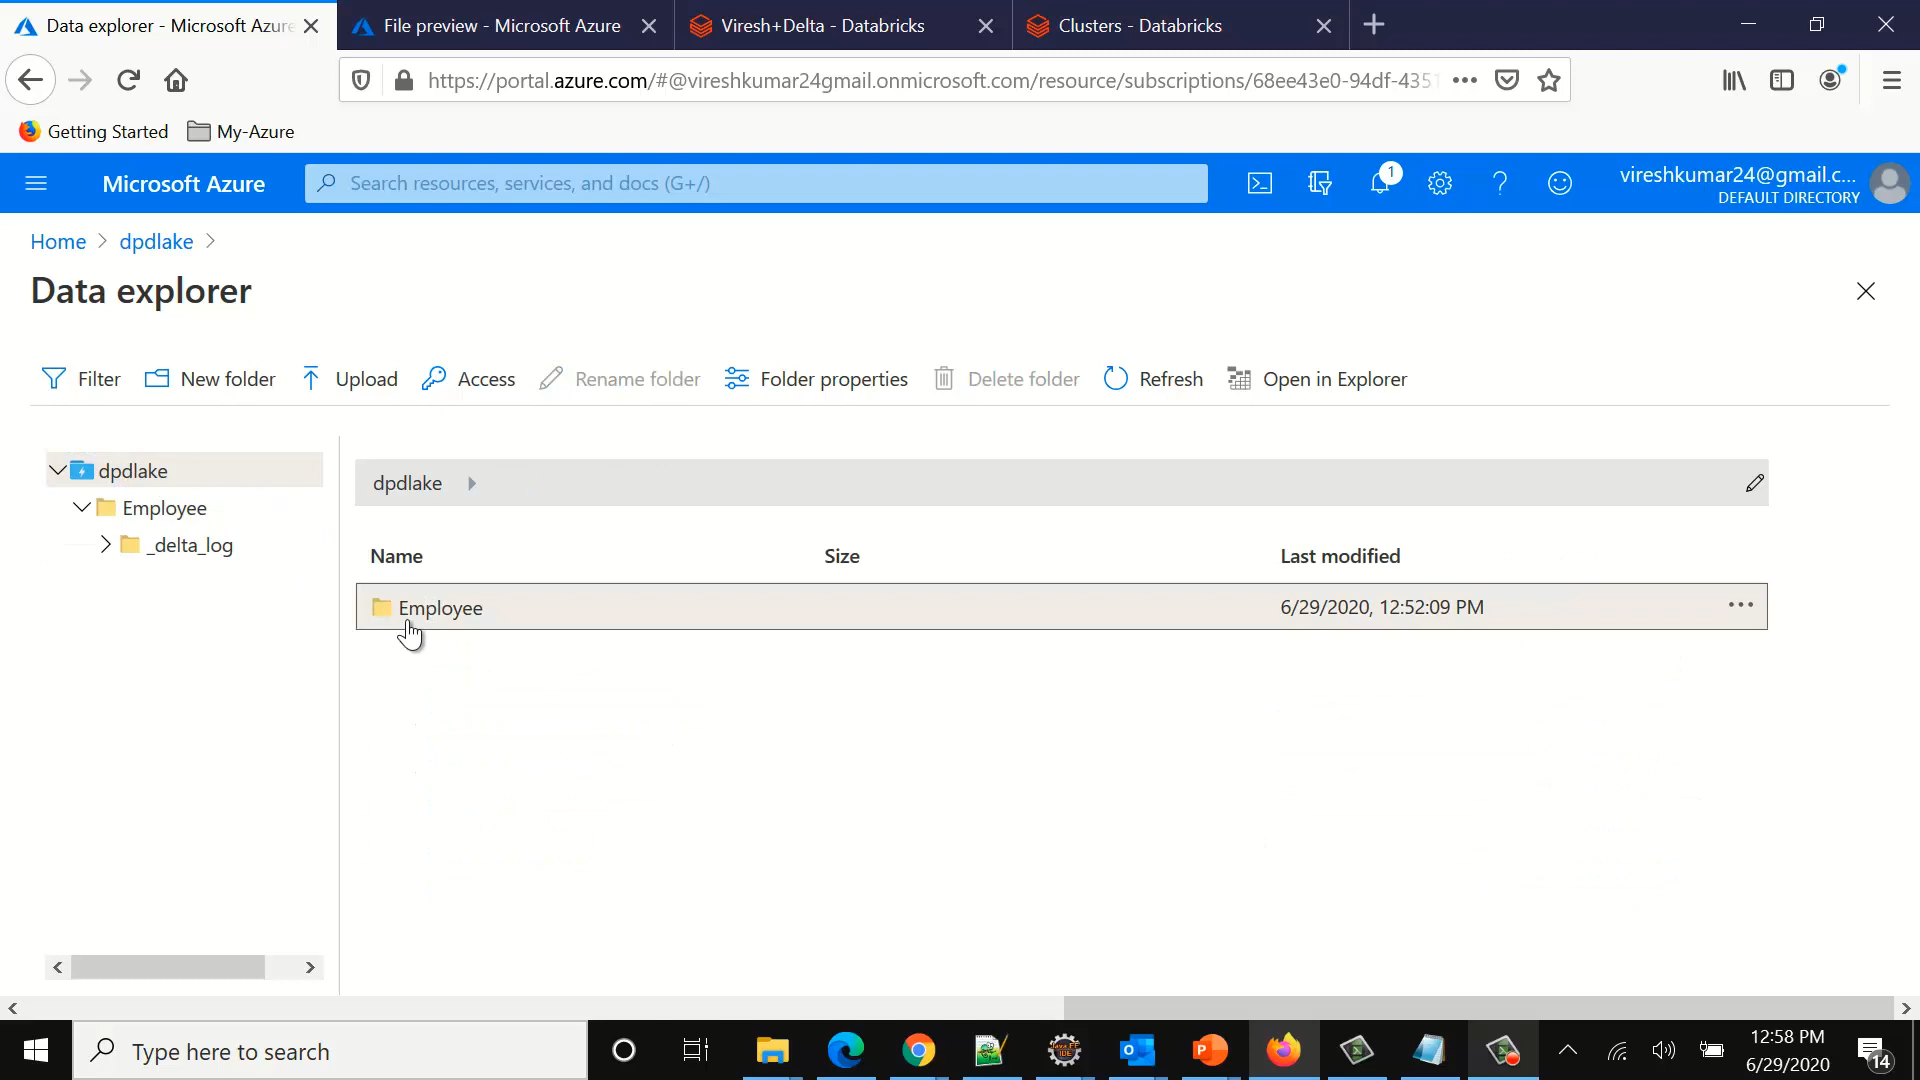 Data explorer - Microsoft Azure
File preview - Microsoft Azure
Viresh+Delta - Databricks
Clusters - Databricks
https://portal.azure.com/#@vireshkumar24gmail.onmicrosoft.com/resource/subscriptions/68ee43e0-94df-4351
Getting Started
My-Azure
Microsoft Azure
Search resources, services, and docs (G+/)
1
vireshkumar24@gmail.c...
DEFAULT DIRECTORY
Home > dpdlake >
Data explorer
Filter
New folder
Upload
Access
Rename folder
Folder properties
Delete folder
Refresh
Open in Explorer
dpdlake
Employee
_delta_log
dpdlake
Name Size Last modified
Employee 6/29/2020, 12:52:09 PM
Type here to search
12:58 PM
6/29/2020
14